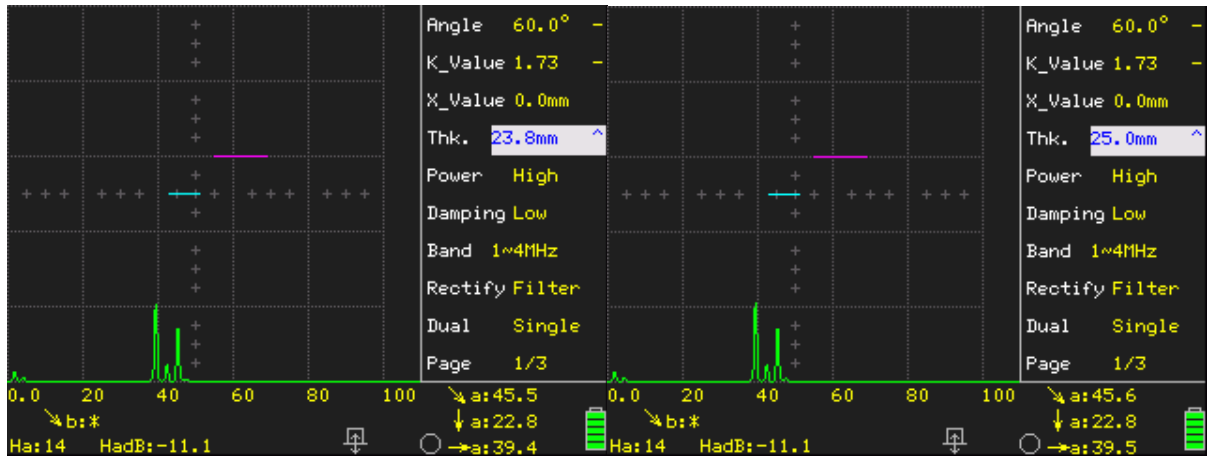 Angle 60.0° -
K_Value 1.73 -
X_Value 0.0mm
Thk. 23.8mm ^
Power High
Damping Low
Band 1~4MHz
Rectify Filter
Dual Single
Page 1/3
0.0 20 40 60 80 100 ↘a:45.5
↘b:* ↓a:22.8
Ha:14 HadB:-11.1 →a:39.4
Angle 60.0° -
K_Value 1.73 -
X_Value 0.0mm
Thk. 25.0mm ^
Power High
Damping Low
Band 1~4MHz
Rectify Filter
Dual Single
Page 1/3
0.0 20 40 60 80 100 ↘a:45.6
↘b:* ↓a:22.8
Ha:14 HadB:-11.1 →a:39.5